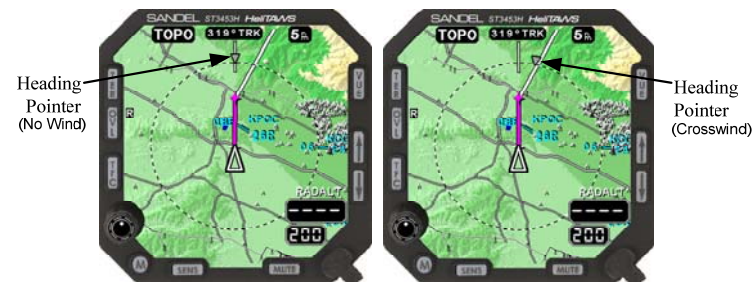 SANDEL ST3453H HeliTAWS
TOPO 319° TRK 5
TER
OVL
TFC
VUE
R
KPOC
RADALT
----
200
M SENS MUTE
Heading
Pointer
(No Wind)
SANDEL ST3453H HeliTAWS
TOPO 319° TRK 5
TER
OVL
TFC
VUE
R
KPOC
RADALT
----
200
M SENS MUTE
Heading
Pointer
(Crosswind)